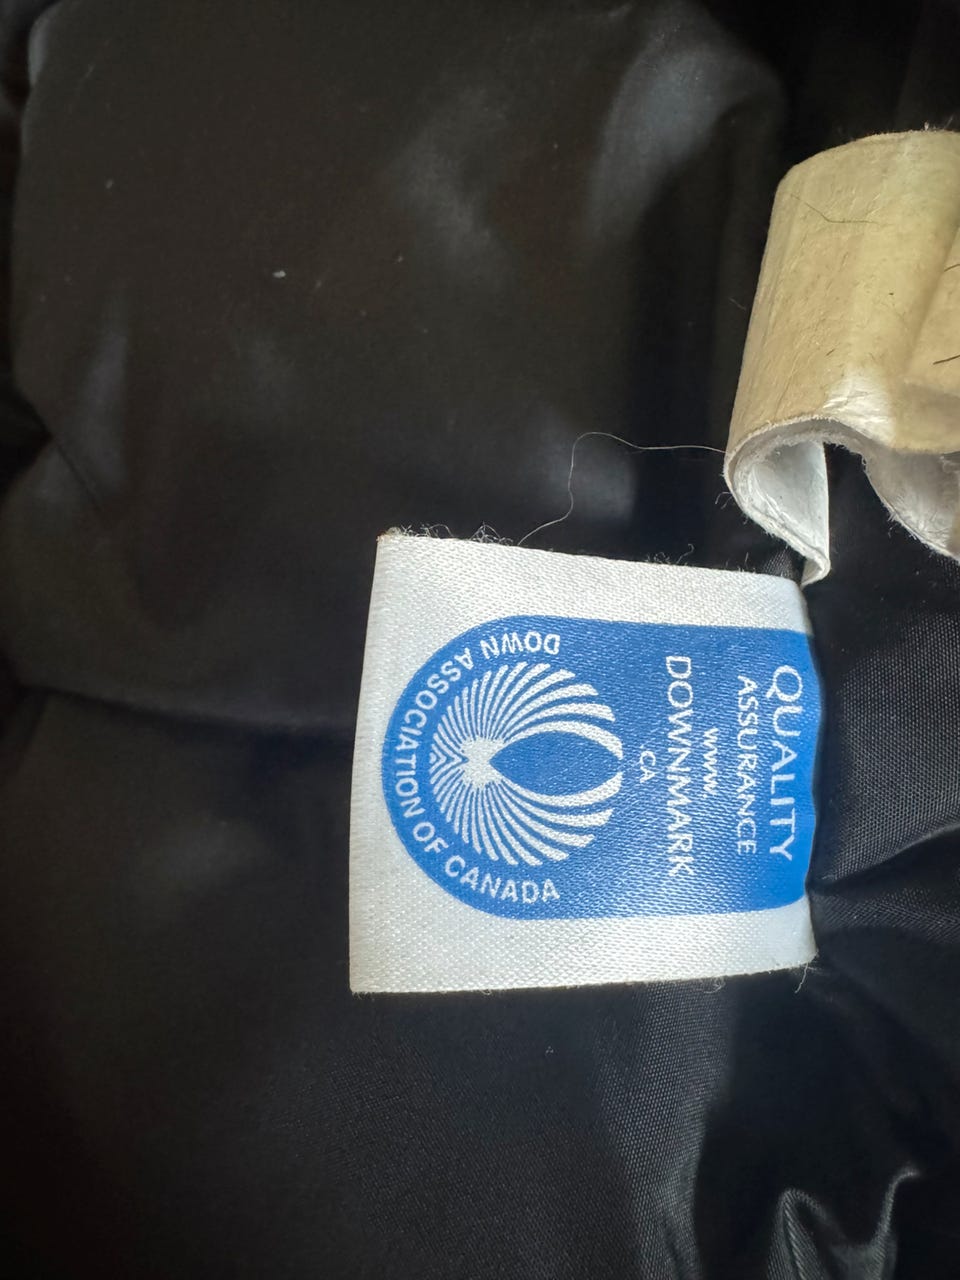 DOWN ASSOCIATION OF CANADA
DOWNMARK
.CA
www.
ASSURANCE
QUALITY